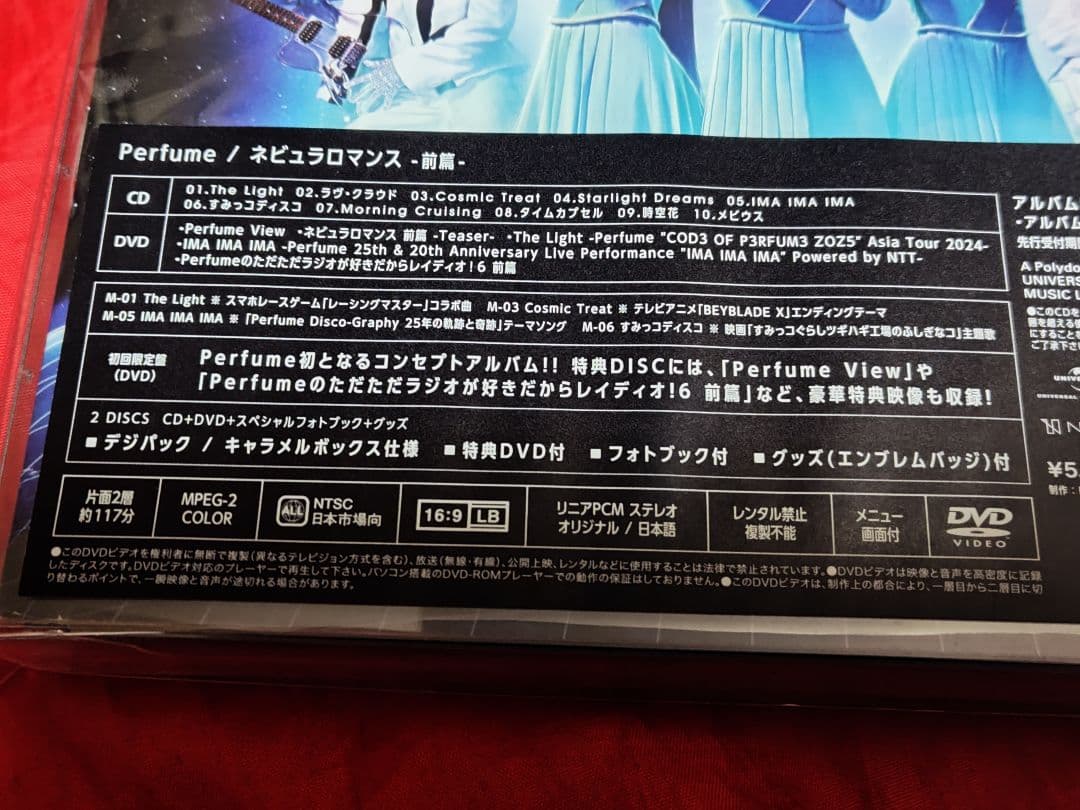 Perfume / ネビュラロマンス -前篇-
CD
01.The Light 02.ラヴ・クラウド 03.Cosmic Treat 04.Starlight Dreams 05.IMA IMA IMA
06.すみっコディスコ 07.Morning Cruising 08.タイムカプセル 09.時空花 10.メビウス
DVD
・Perfume View ・ネビュラロマンス 前篇 -Teaser- ・The Light -Perfume "COD3 OF P3RFUM3 ZOZ5" Asia Tour 2024-
・IMA IMA IMA -Perfume 25th & 20th Anniversary Live Performance "IMA IMA IMA" Powered by NTT-
・Perfumeのただただラジオが好きだからレイディオ!6 前篇
M-01 The Light ※ スマホレースゲーム「レーシングマスター」コラボ曲 M-03 Cosmic Treat ※ テレビアニメ「BEYBLADE X」エンディングテーマ
M-05 IMA IMA IMA ※「Perfume Disco-Graphy 25年の軌跡と奇跡」テーマソング M-06 すみっコディスコ ※ 映画「すみっコぐらしツギハギ工場のふしぎなコ」主題歌
初回限定盤
(DVD)
Perfume初となるコンセプトアルバム!! 特典DISCには、「Perfume View」や
「Perfumeのただただラジオが好きだからレイディオ!6 前篇」など、豪華特典映像も収録!
2 DISCS CD+DVD+スペシャルフォトブック+グッズ
■ デジパック / キャラメルボックス仕様 ■ 特典DVD付 ■ フォトブック付 ■ グッズ(エンブレムバッジ)付
片面2層
約117分
MPEG-2
COLOR
ALL
NTSC
日本市場向
16:9 LB
リニアPCM ステレオ
オリジナル / 日本語
レンタル禁止
複製不能
メニュー
画面付
DVD
VIDEO
●このDVDビデオを権利者に無断で複製(異なるテレビジョン方式を含む)、放送(無線・有線)、公開上映、レンタルなどに使用することは法律で禁止されています。●DVDビデオは映像と音声を高密度に記録
したディスクです。DVDビデオ対応のプレーヤーで再生して下さい。パソコン搭載のDVD-ROMプレーヤーでの動作の保証はしておりません。●このDVDビデオは、制作上の都合により、一層目から二層目に切
り替わるポイントで、一瞬映像と音声が途切れる場合があります。
アルバム
・アルバム
先行受付期
A Polydo
UNIVERS
MUSIC L
●このCDを
にすること
ご了承下さ
UNIVERSAL
¥5
制作: